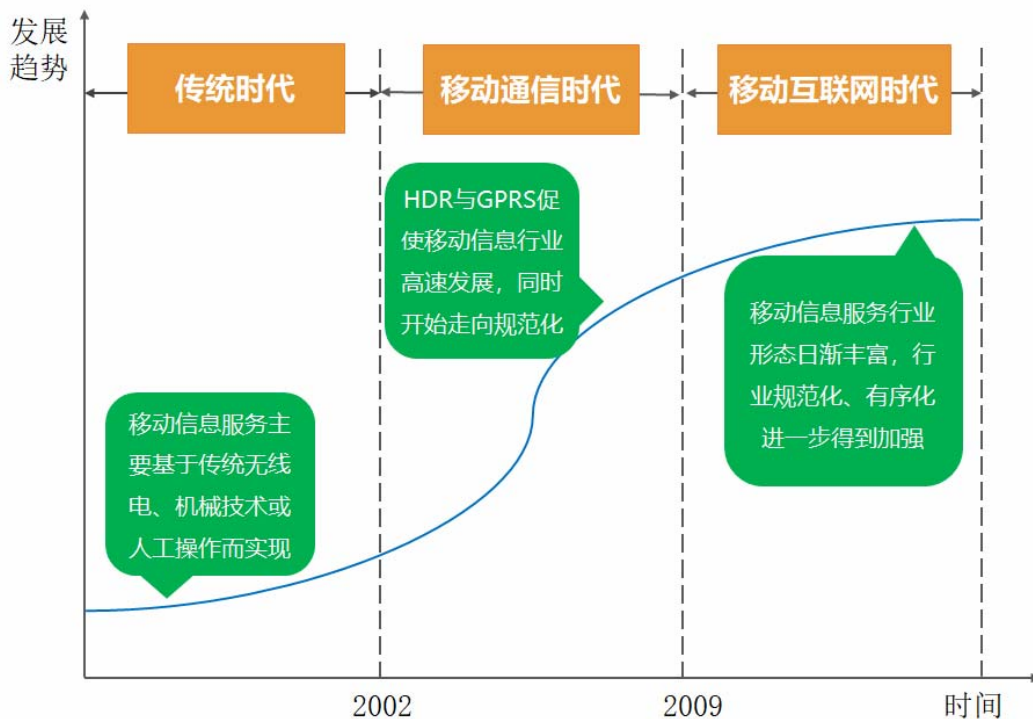 发展
趋势
传统时代
移动通信时代
移动互联网时代
HDR与GPRS促
使移动信息行业
高速发展，同时
开始走向规范化
移动信息服务行业
形态日渐丰富，行
业规范化、有序化
进一步得到加强
移动信息服务主
要基于传统无线
电、机械技术或
人工操作而实现
2002
2009
时间